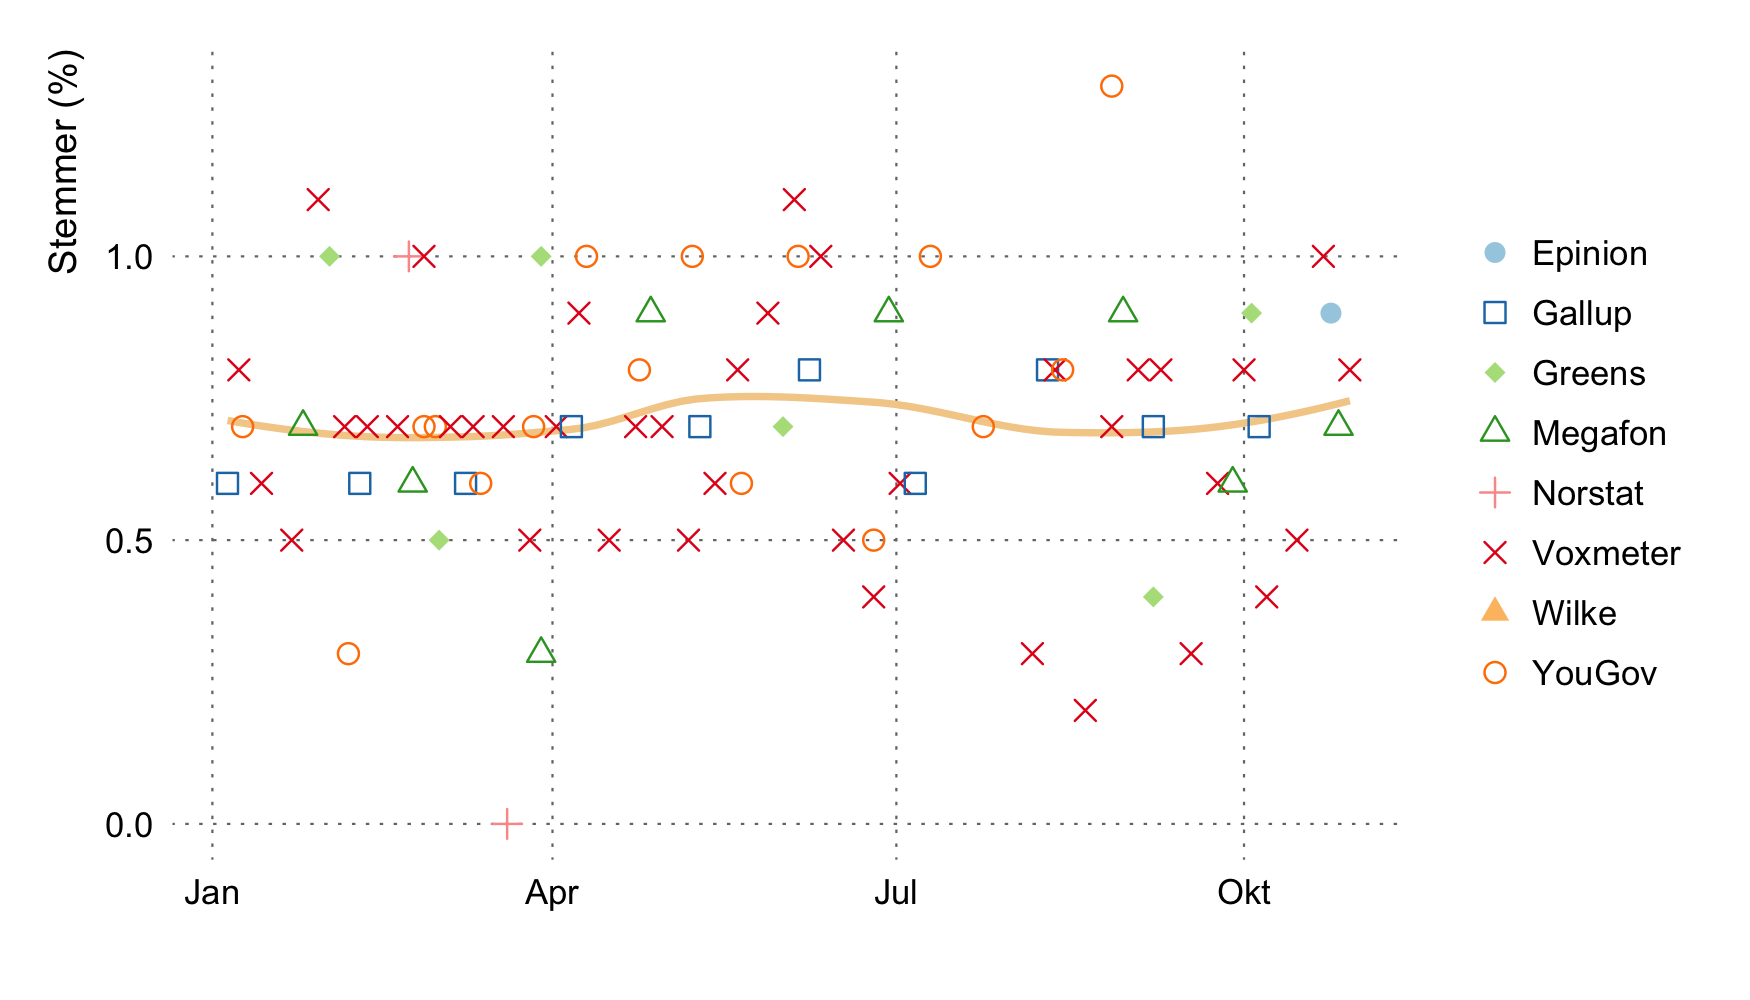 Stemmer (%)
1.0
0.5
0.0
Jan Apr Jul Okt
Epinion
Gallup
Greens
Megafon
Norstat
Voxmeter
Wilke
YouGov